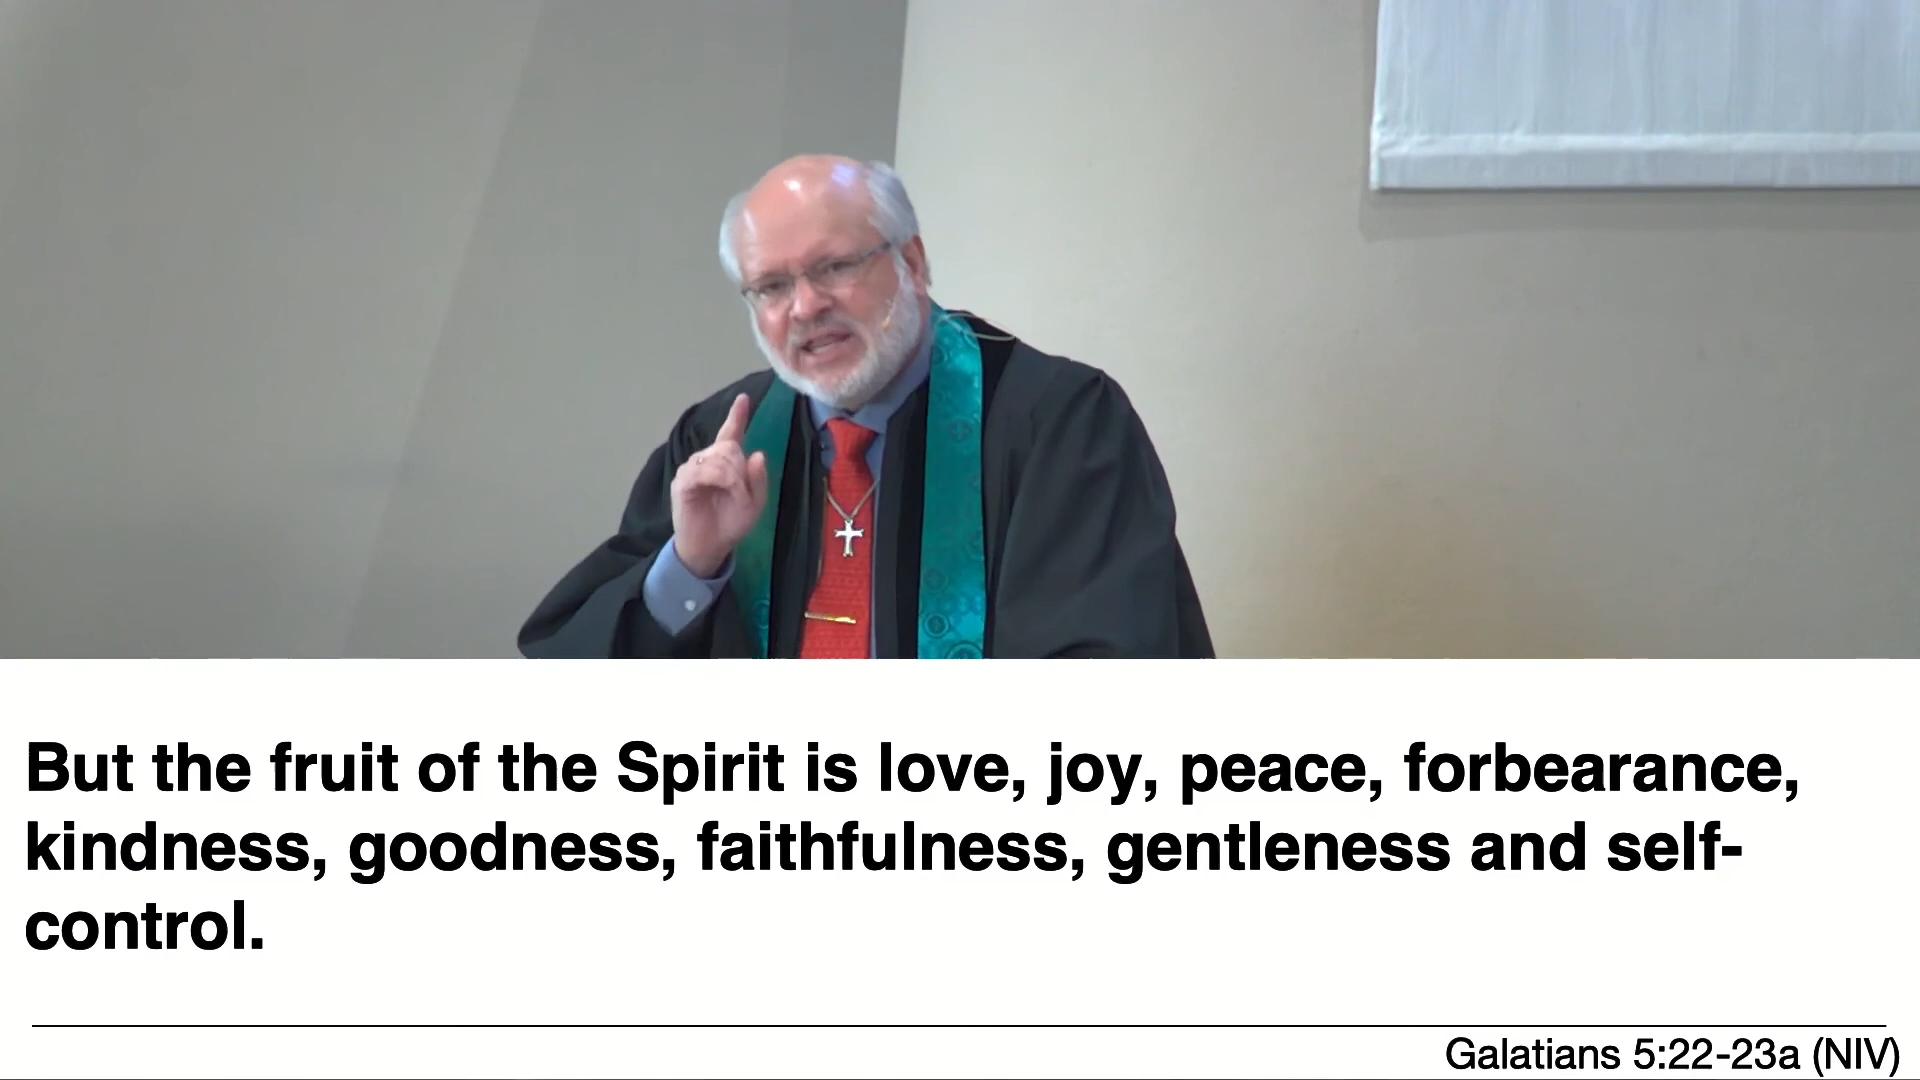 But the fruit of the Spirit is love, joy, peace, forbearance,
kindness, goodness, faithfulness, gentleness and self-
control.
Galatians 5:22-23a (NIV)